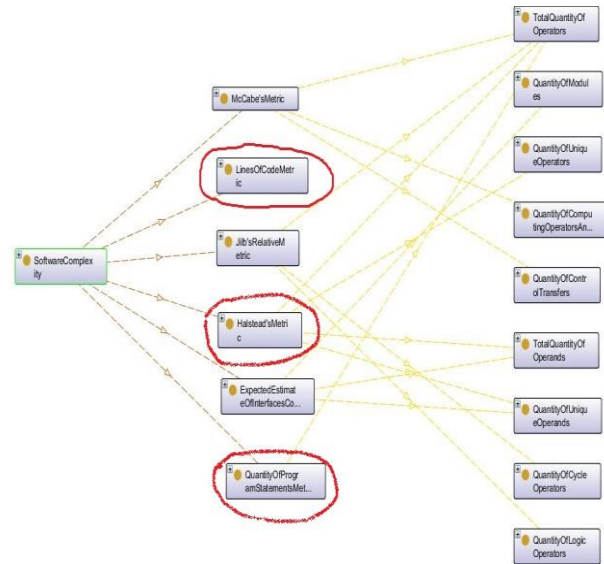 TotalQuantityOf
Operators
QuantityOfModul
es
McCabe'sMetric
QuantityOfUniqu
eOperators
LinesOfCodeMetr
ic
QuantityOfCompu
tingOperatorsAn...
Jilb'sRelativeM
etric
SoftwareComplex
ity
QuantityOfContr
olTransfers
Halstead'sMetri
c
TotalQuantityOf
Operands
ExpectedEstimat
eOfInterfacesCo...
QuantityOfUniqu
eOperands
QuantityOfProgr
amStatementsMet...
QuantityOfCycle
Operators
QuantityOfLogic
Operators